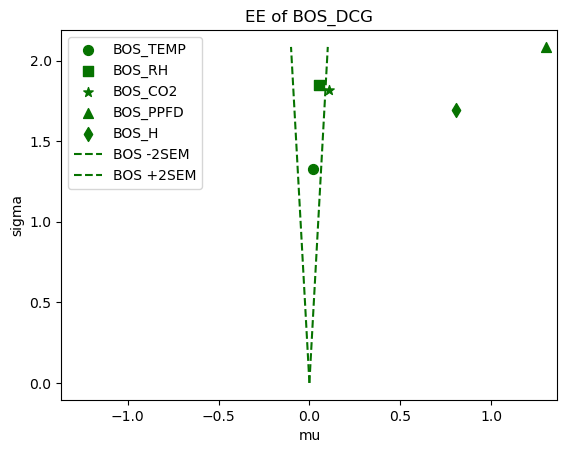 EE of BOS_DCG
BOS_TEMP
BOS_RH
BOS_CO2
BOS_PPFD
BOS_H
BOS -2SEM
BOS +2SEM
2.0
1.5
1.0
0.5
0.0
sigma
−1.0
−0.5
0.0
0.5
1.0
mu